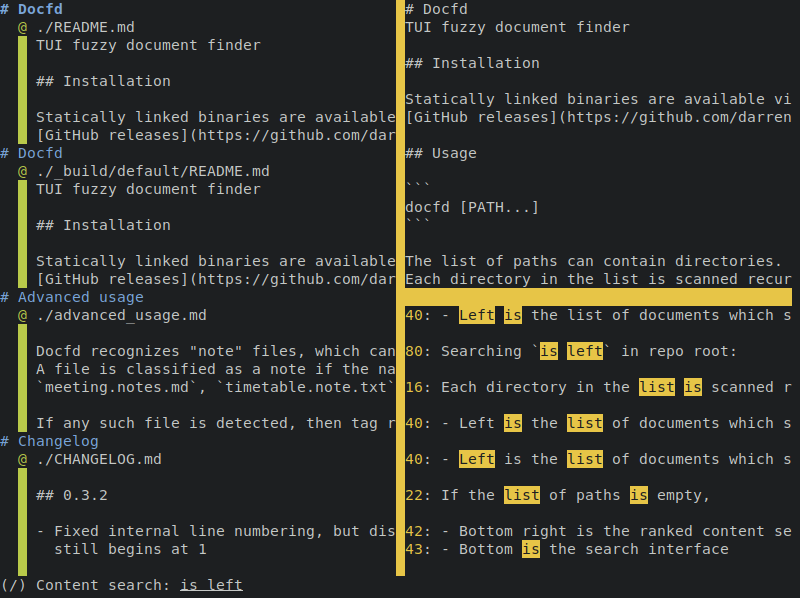 # Docfd
@ ./README.md
TUI fuzzy document finder
## Installation
Statically linked binaries are available
[GitHub releases](https://github.com/dar
# Docfd
@ ./_build/default/README.md
TUI fuzzy document finder
## Installation
Statically linked binaries are available
[GitHub releases](https://github.com/dar
# Advanced usage
@ ./advanced_usage.md
Docfd recognizes "note" files, which can
A file is classified as a note if the na
`meeting.notes.md`, `timetable.note.txt`
If any such file is detected, then tag r
# Changelog
@ ./CHANGELOG.md
## 0.3.2
- Fixed internal line numbering, but dis
still begins at 1
# Docfd
TUI fuzzy document finder
## Installation
Statically linked binaries are available vi
[GitHub releases](https://github.com/darren
## Usage
```
docfd [PATH...]
```
The list of paths can contain directories.
Each directory in the list is scanned recur
40: - Left is the list of documents which s
80: Searching `is left` in repo root:
16: Each directory in the list is scanned r
40: - Left is the list of documents which s
40: - Left is the list of documents which s
22: If the list of paths is empty,
42: - Bottom right is the ranked content se
43: - Bottom is the search interface
(/) Content search: is left